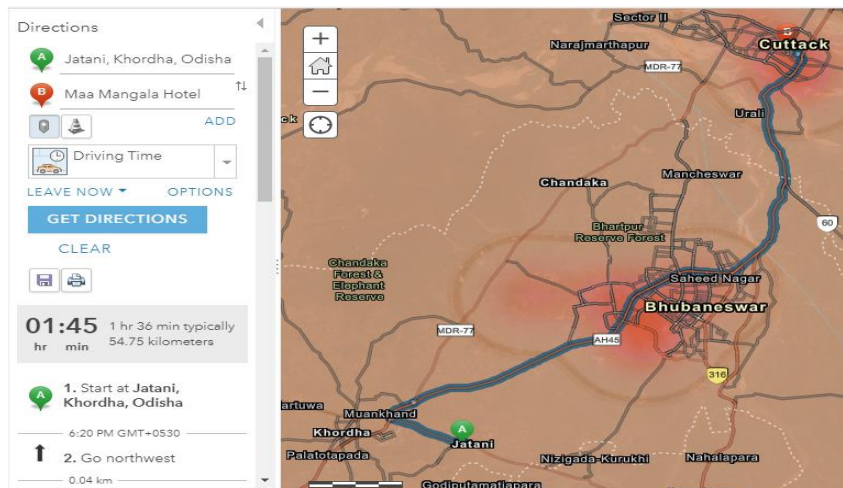 Directions
A
Jatani, Khordha, Odisha
B
Maa Mangala Hotel
ADD
Driving Time
LEAVE NOW
OPTIONS
GET DIRECTIONS
CLEAR
01:45
hr min
1 hr 36 min typically
54.75 kilometers
A
1. Start at Jatani,
Khordha, Odisha
6:20 PM GMT+0530
2. Go northwest
0.04 km
Sector II
B
Cuttack
Narajmarthapur
MDR-77
Urali
ck
Mancheswar
Chandaka
60
Bhartpur
Reserve Forest
Chandaka
Forest &
Elephant
Reserve
Saheed Nagar
Bhubaneswar
MDR-77
AH45
316
artuwa
Muankhand
A
Khordha
Jatani
Palatotapada
Nizigada-Kurukhi
Nahalapara
Godiputamatiapara